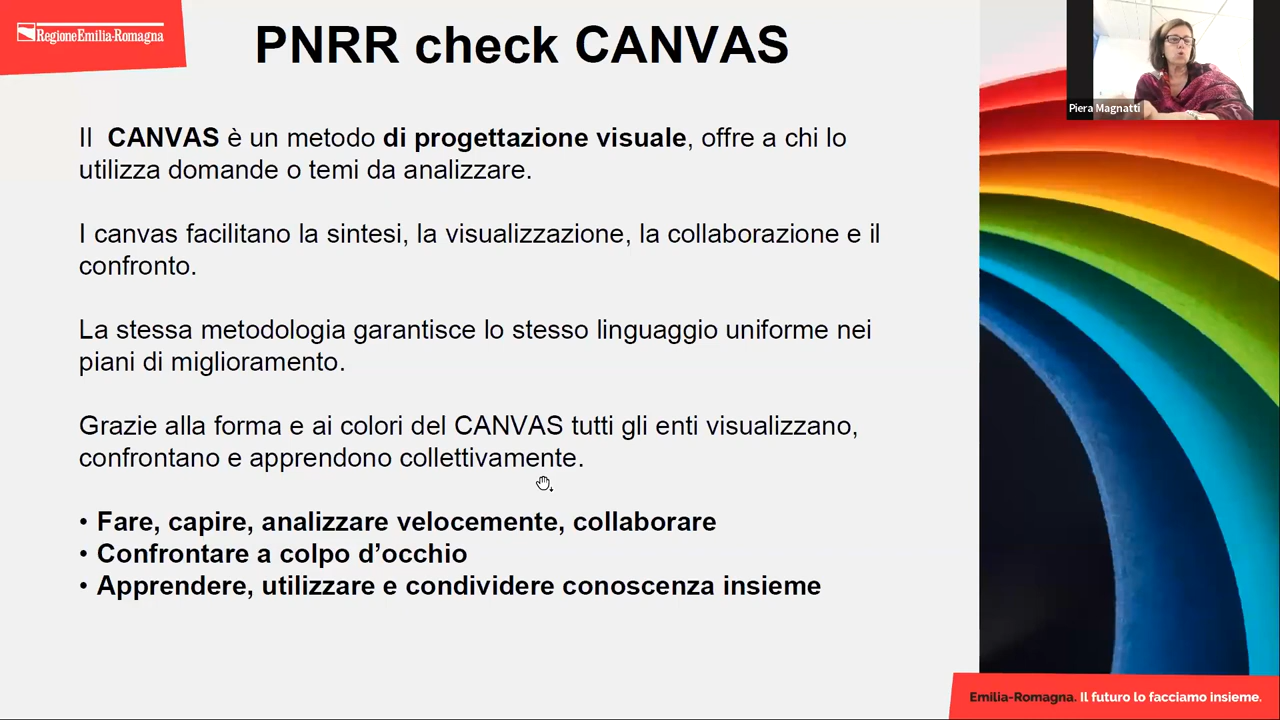 RegioneEmilia-Romagna
PNRR check CANVAS
Piera Magnatti
Il CANVAS è un metodo di progettazione visuale, offre a chi lo
utilizza domande o temi da analizzare.
I canvas facilitano la sintesi, la visualizzazione, la collaborazione e il
confronto.
La stessa metodologia garantisce lo stesso linguaggio uniforme nei
piani di miglioramento.
Grazie alla forma e ai colori del CANVAS tutti gli enti visualizzano,
confrontano e apprendono collettivamente.
• Fare, capire, analizzare velocemente, collaborare
• Confrontare a colpo d’occhio
• Apprendere, utilizzare e condividere conoscenza insieme
Emilia-Romagna. Il futuro lo facciamo insieme.